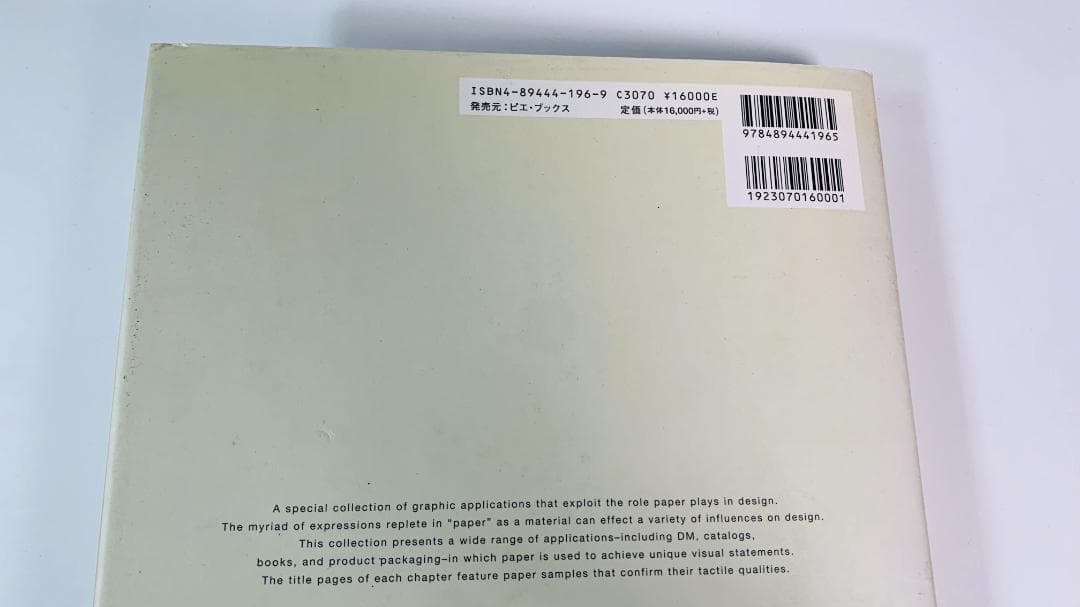 ISBN4-89444-196-9 C3070 ¥16000E
発売元：ピエ・ブックス 定価（本体16,000円+税）
9784894441965
1923070160001
A special collection of graphic applications that exploit the role paper plays in design.
The myriad of expressions replete in “paper” as a material can effect a variety of influences on design.
This collection presents a wide range of applications–including DM, catalogs,
books, and product packaging–in which paper is used to achieve unique visual statements.
The title pages of each chapter feature paper samples that confirm their tactile qualities.